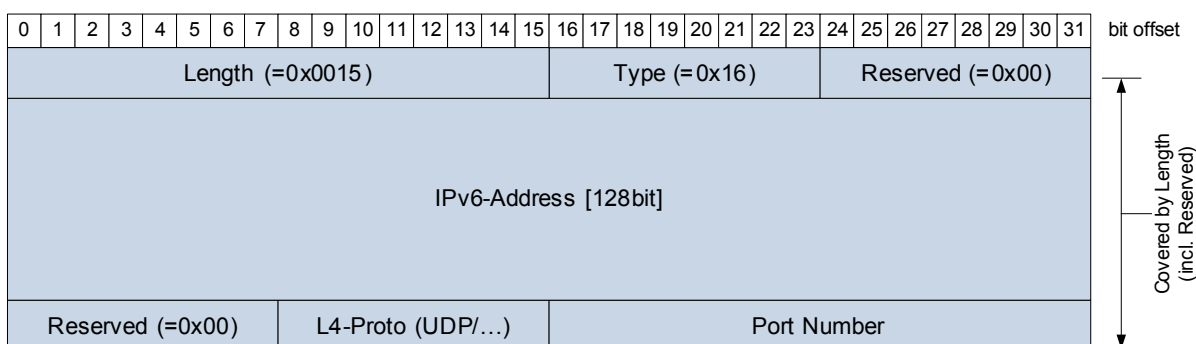 0 1 2 3 4 5 6 7 8 9 10 11 12 13 14 15 16 17 18 19 20 21 22 23 24 25 26 27 28 29 30 31 bit offset
Length (=0x0015) Type (=0x16) Reserved (=0x00)
IPv6-Address [128bit]
Covered by Length
(incl. Reserved)
Reserved (=0x00) L4-Proto (UDP/…) Port Number